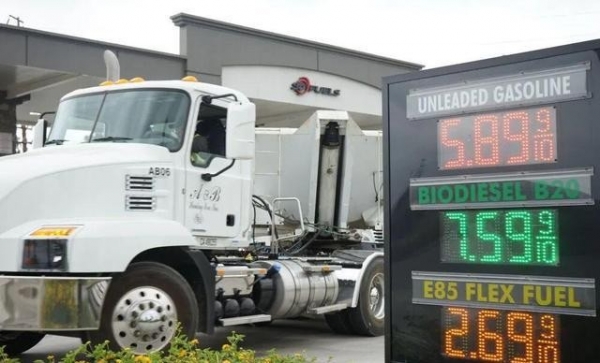 FUELS
AB06
A&B
UNLEADED GASOLINE
5.89 9/10
BIODIESEL B20
7.59 9/10
E85 FLEX FUEL
2.69 9/10